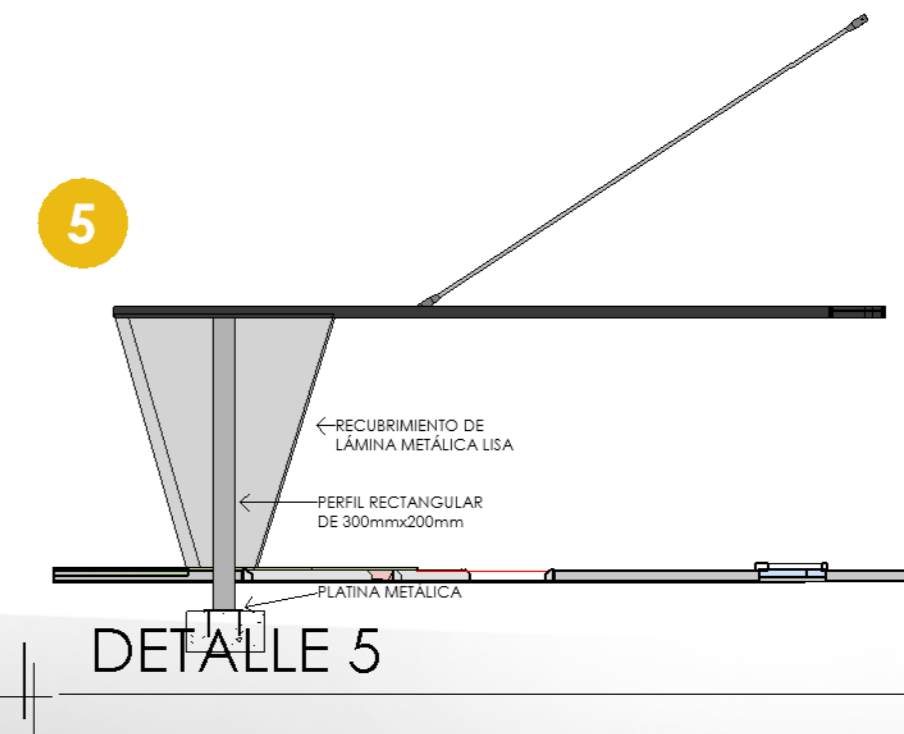 5
RECUBRIMIENTO DE
LÁMINA METÁLICA LISA
PERFIL RECTANGULAR
DE 300mmx200mm
PLATINA METÁLICA
DETALLE 5